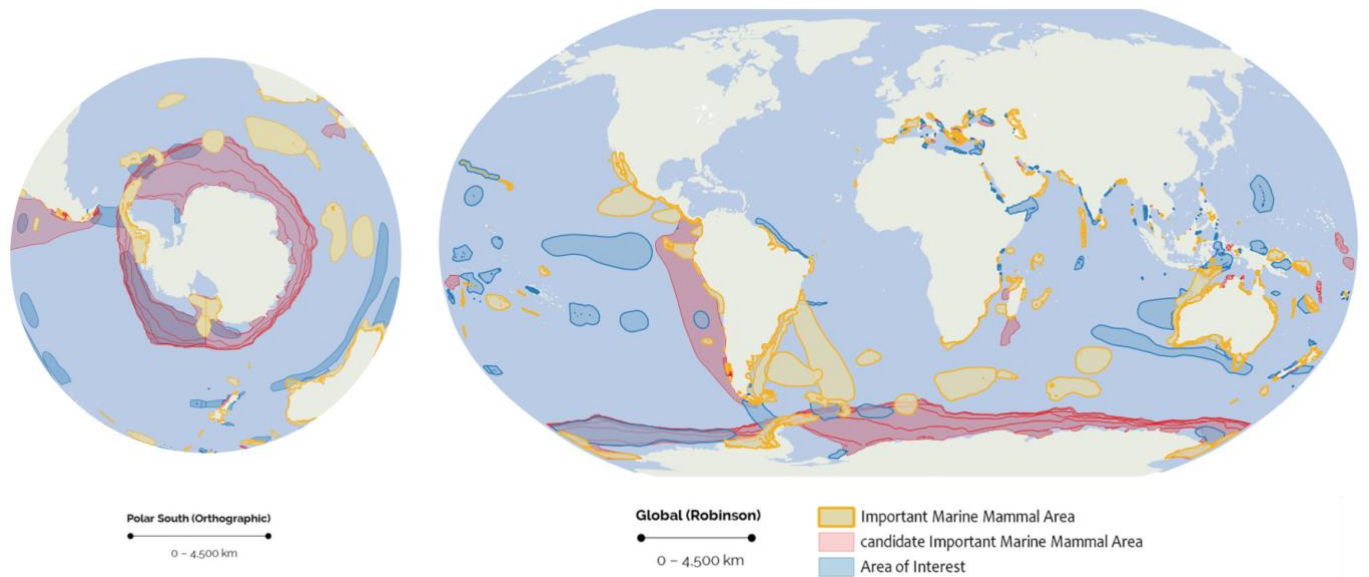 Polar South (Orthographic)
0 – 4,500 km
Global (Robinson)
0 – 4,500 km
Important Marine Mammal Area
candidate Important Marine Mammal Area
Area of Interest